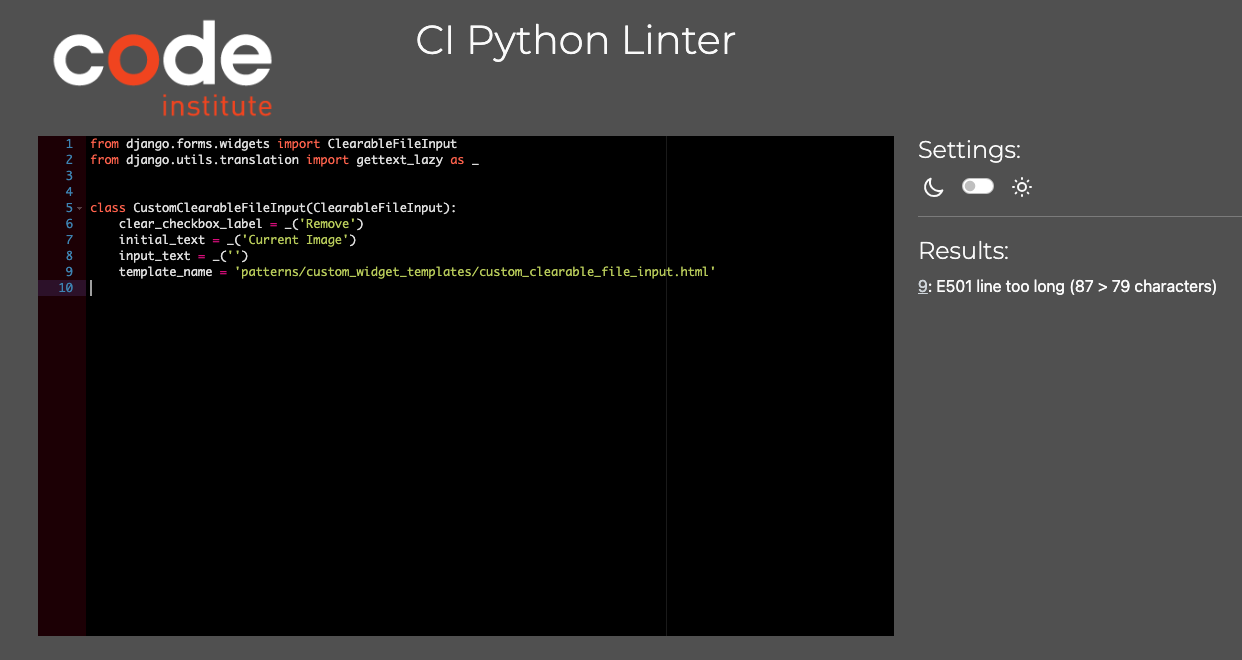 code
institute
CI Python Linter
1 from django.forms.widgets import ClearableFileInput
2 from django.utils.translation import gettext_lazy as _
3
4
5 class CustomClearableFileInput(ClearableFileInput):
6     clear_checkbox_label = _('Remove')
7     initial_text = _('Current Image')
8     input_text = _('')
9     template_name = 'patterns/custom_widget_templates/custom_clearable_file_input.html'
10
Settings:
Results:
9: E501 line too long (87 > 79 characters)